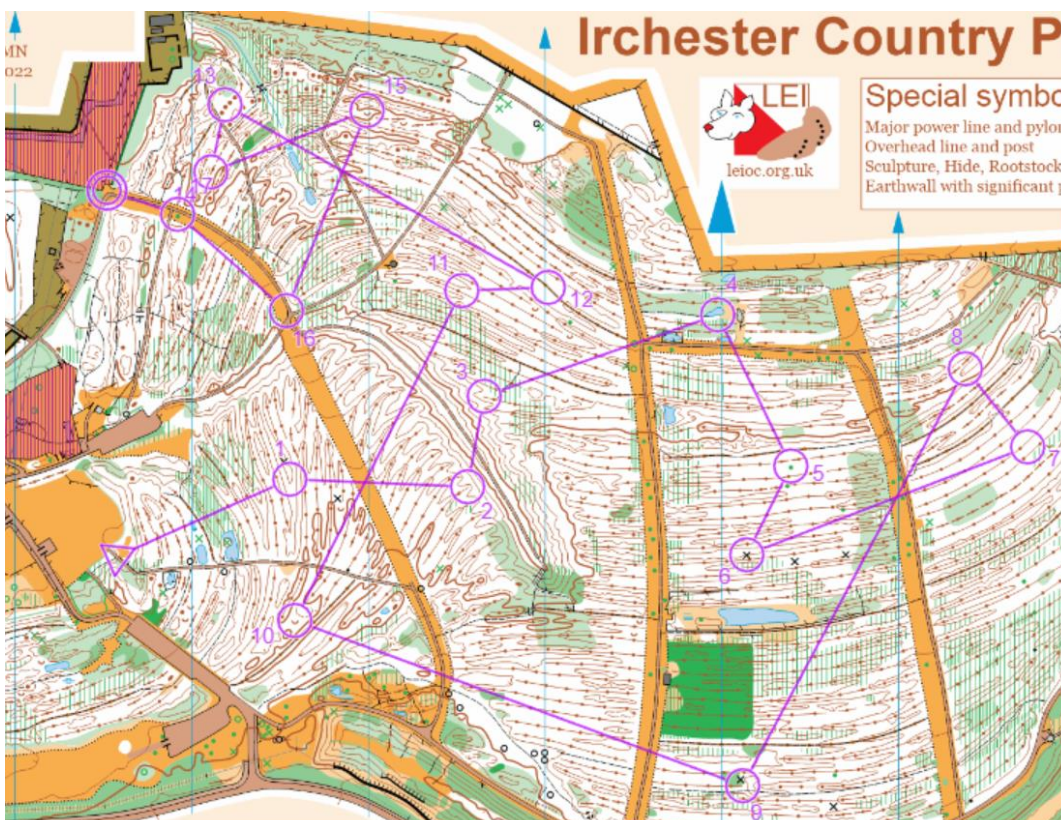 MN
2022
Irchester Country P
LEI
leioc.org.uk
Special symbo
Major power line and pylo
Overhead line and post
Sculpture, Hide, Rootstock
Earthwall with significant
13
15
17
14
11
12
4
16
8
3
1
5
7
2
6
10
9